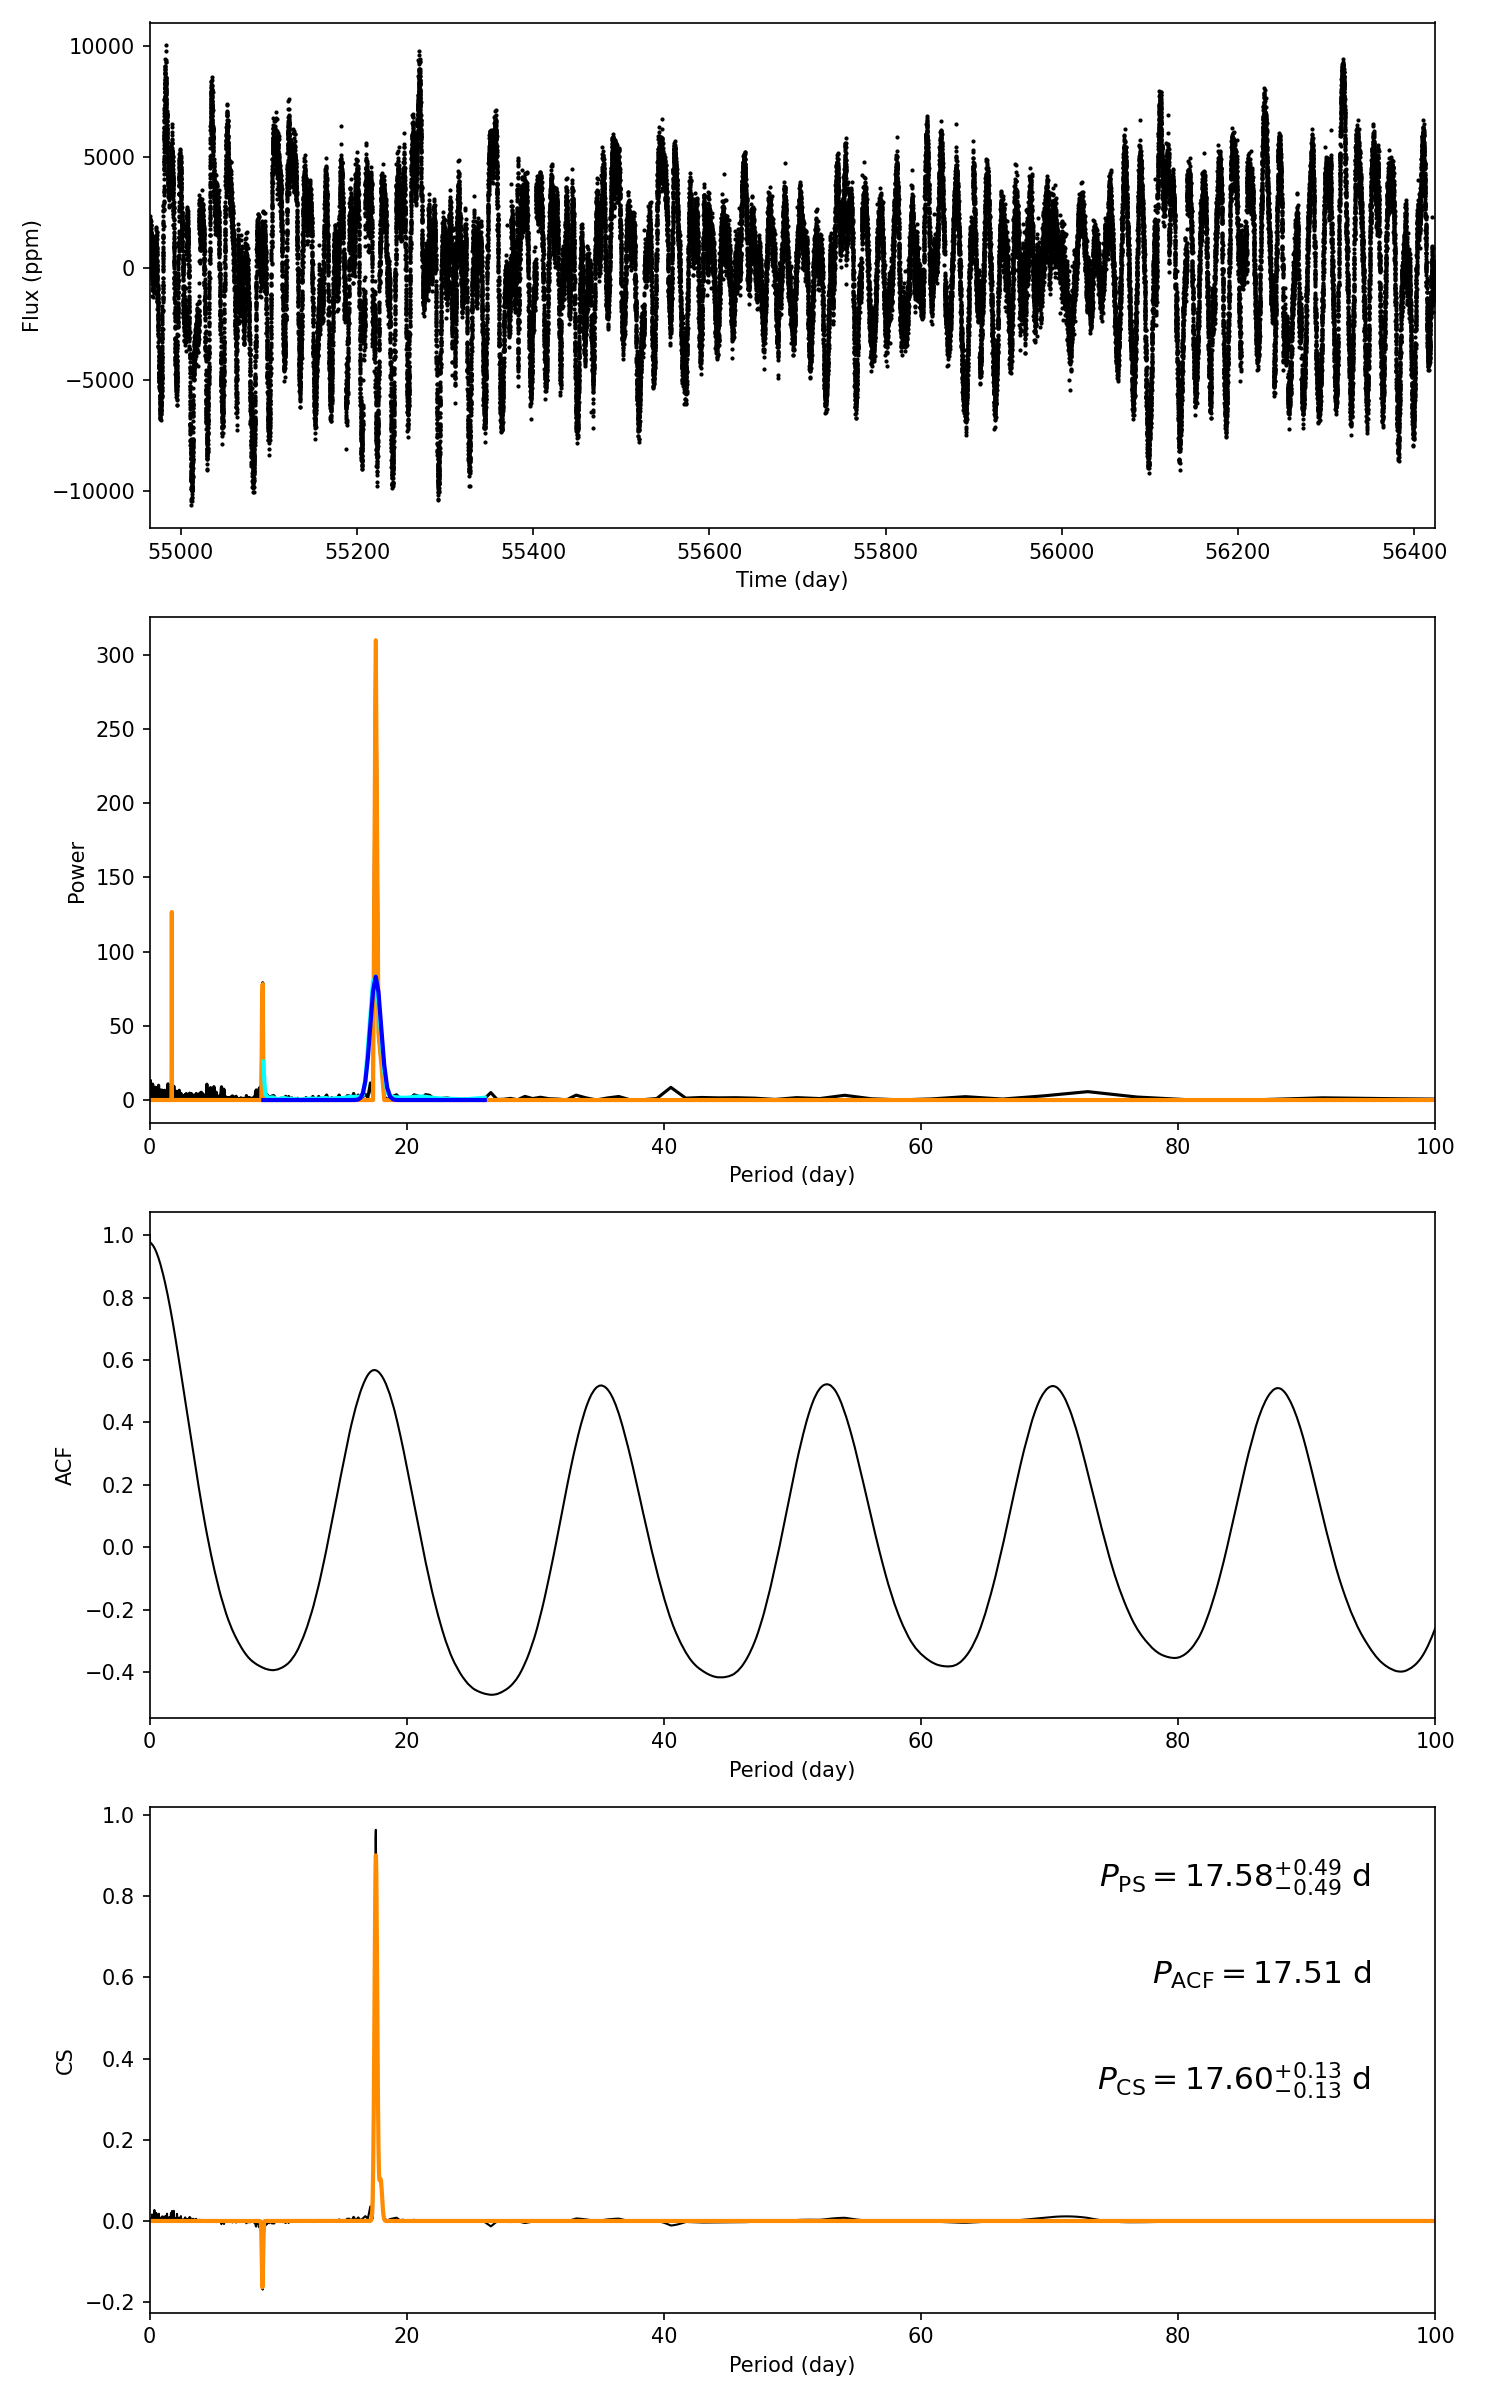 10000
5000
0
−5000
−10000
Flux (ppm)
55000 55200 55400 55600 55800 56000 56200 56400
Time (day)
300
250
200
150
100
50
0
Power
0 20 40 60 80 100
Period (day)
1.0
0.8
0.6
0.4
0.2
0.0
−0.2
−0.4
ACF
0 20 40 60 80 100
Period (day)
1.0
0.8
0.6
0.4
0.2
0.0
−0.2
CS
P_PS = 17.58^{+0.49}_{−0.49} d
P_ACF = 17.51 d
P_CS = 17.60^{+0.13}_{−0.13} d
0 20 40 60 80 100
Period (day)